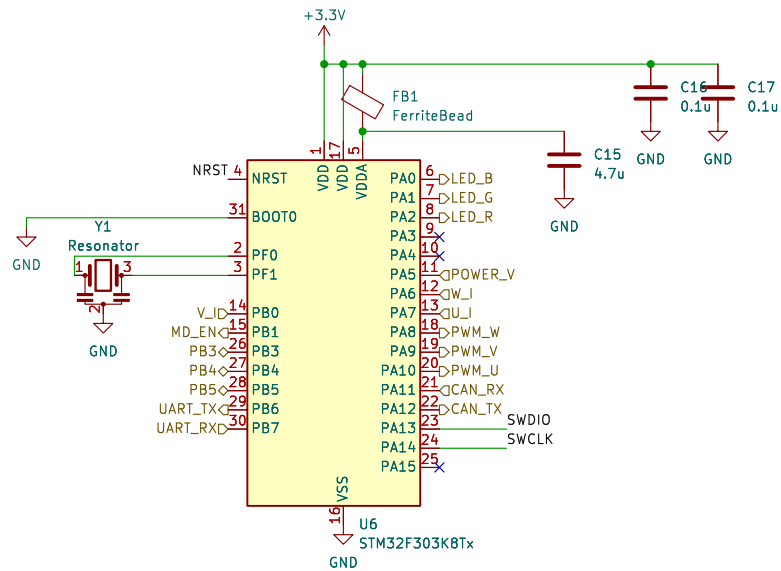 +3.3V
FB1
FerriteBead
C16
0.1u
GND
C17
0.1u
GND
C15
4.7u
GND
1
VDD
17
VDD
5
VDDA
NRST 4 NRST
31 BOOT0
GND
Y1
Resonator
1 3
2
GND
2 PF0
3 PF1
V_I 14 PB0
MD_EN 15 PB1
PB3 26 PB3
PB4 27 PB4
PB5 28 PB5
UART_TX 29 PB6
UART_RX 30 PB7
PA0 6 LED_B
PA1 7 LED_G
PA2 8 LED_R
PA3 9
PA4 10
PA5 11 POWER_V
PA6 12 W_I
PA7 13 U_I
PA8 18 PWM_W
PA9 19 PWM_V
PA10 20 PWM_U
PA11 21 CAN_RX
PA12 22 CAN_TX
PA13 23 SWDIO
PA14 24 SWCLK
PA15 25
VSS
16
GND
U6
STM32F303K8Tx